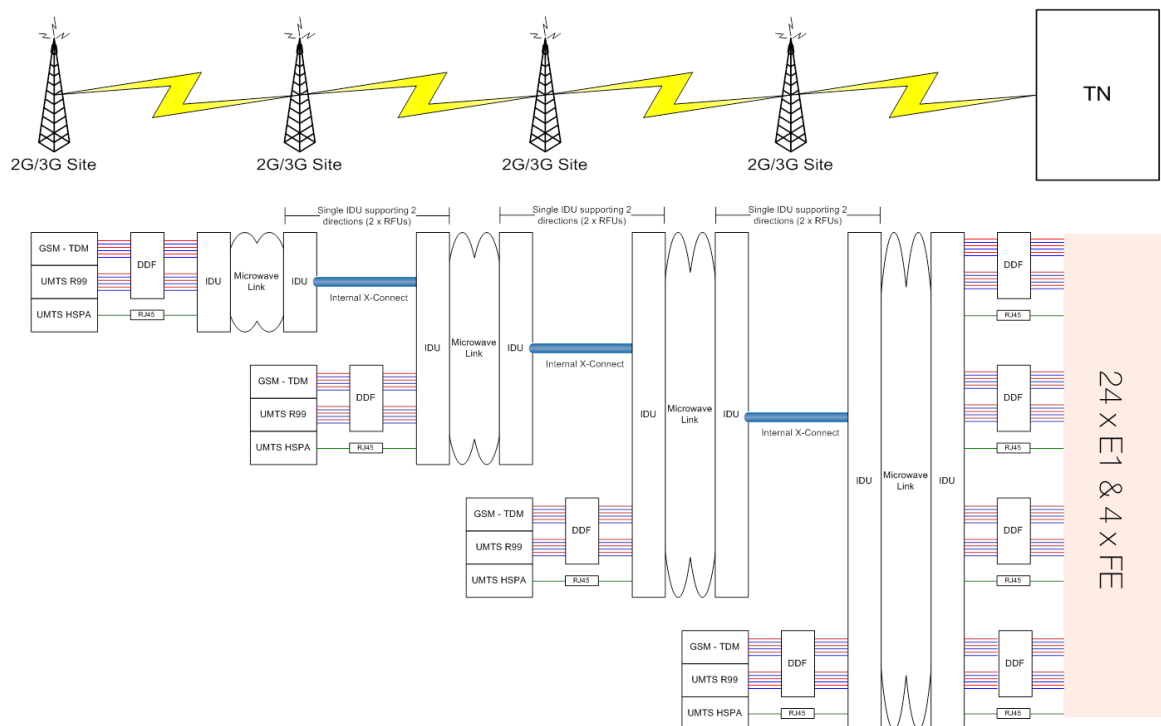 TN
2G/3G Site
2G/3G Site
2G/3G Site
2G/3G Site
Single IDU supporting 2
directions (2 x RFUs)
Single IDU supporting 2
directions (2 x RFUs)
Single IDU supporting 2
directions (2 x RFUs)
GSM - TDM
UMTS R99
UMTS HSPA
DDF
RJ45
IDU
Microwave
Link
IDU
Internal X-Connect
GSM - TDM
UMTS R99
UMTS HSPA
DDF
RJ45
IDU
Microwave
Link
IDU
Internal X-Connect
GSM - TDM
UMTS R99
UMTS HSPA
DDF
RJ45
IDU
Microwave
Link
IDU
Internal X-Connect
GSM - TDM
UMTS R99
UMTS HSPA
DDF
RJ45
IDU
Microwave
Link
IDU
DDF
RJ45
DDF
RJ45
DDF
RJ45
DDF
RJ45
24 x E1 & 4 x FE